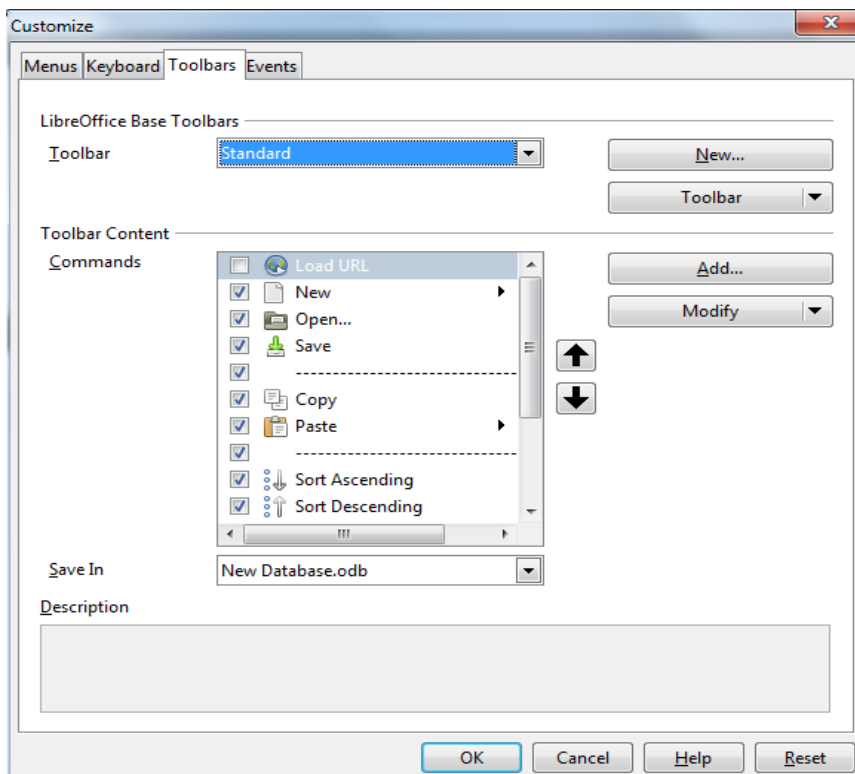 Customize
Menus Keyboard Toolbars Events
LibreOffice Base Toolbars
Toolbar Standard New...
Toolbar
Toolbar Content
Commands Load URL Add...
New
Modify
Open...
Save
------------------------------
Copy
Paste
------------------------------
Sort Ascending
Sort Descending
Save In New Database.odb
Description
OK Cancel Help Reset